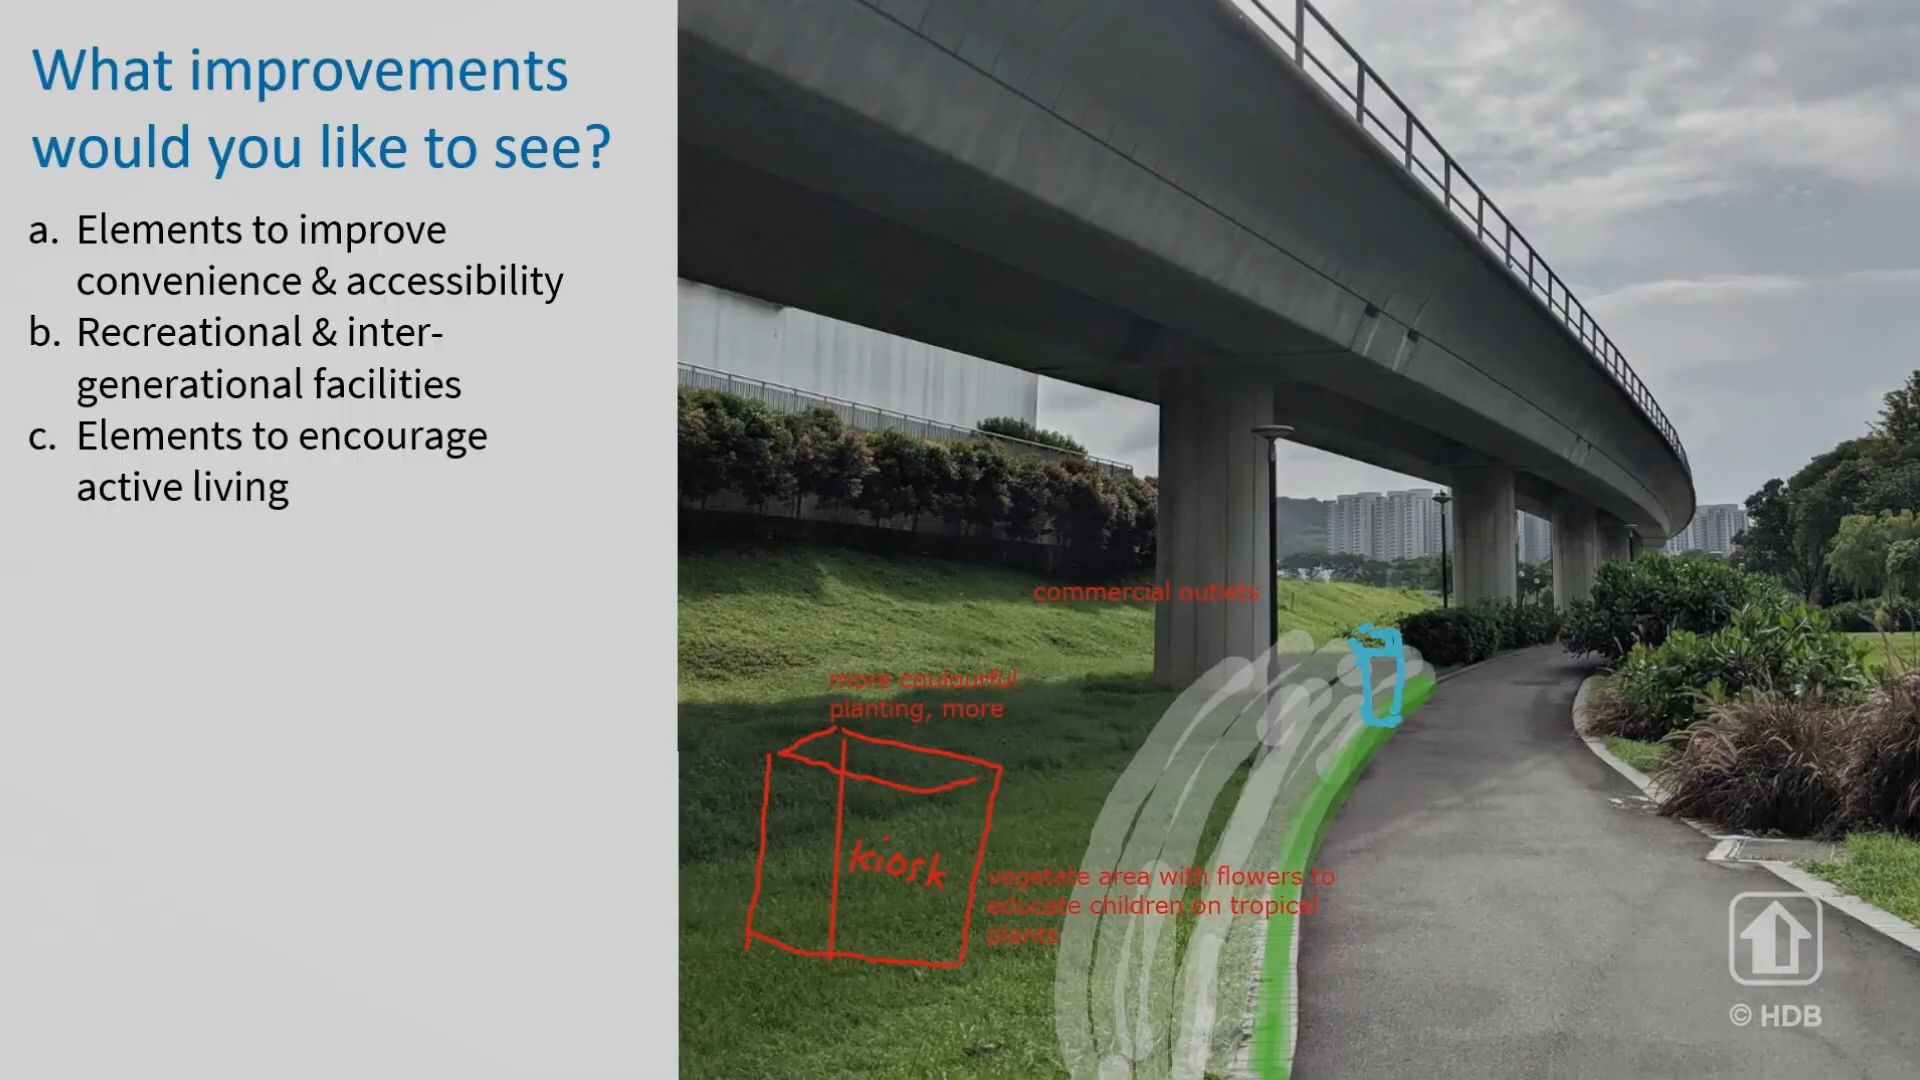 What improvements
would you like to see?
a. Elements to improve
convenience & accessibility
b. Recreational & inter-
generational facilities
c. Elements to encourage
active living
commercial outlets
more coulourful
planting, more
kiosk
vegetate area with flowers to
educate children on tropical
plants
© HDB